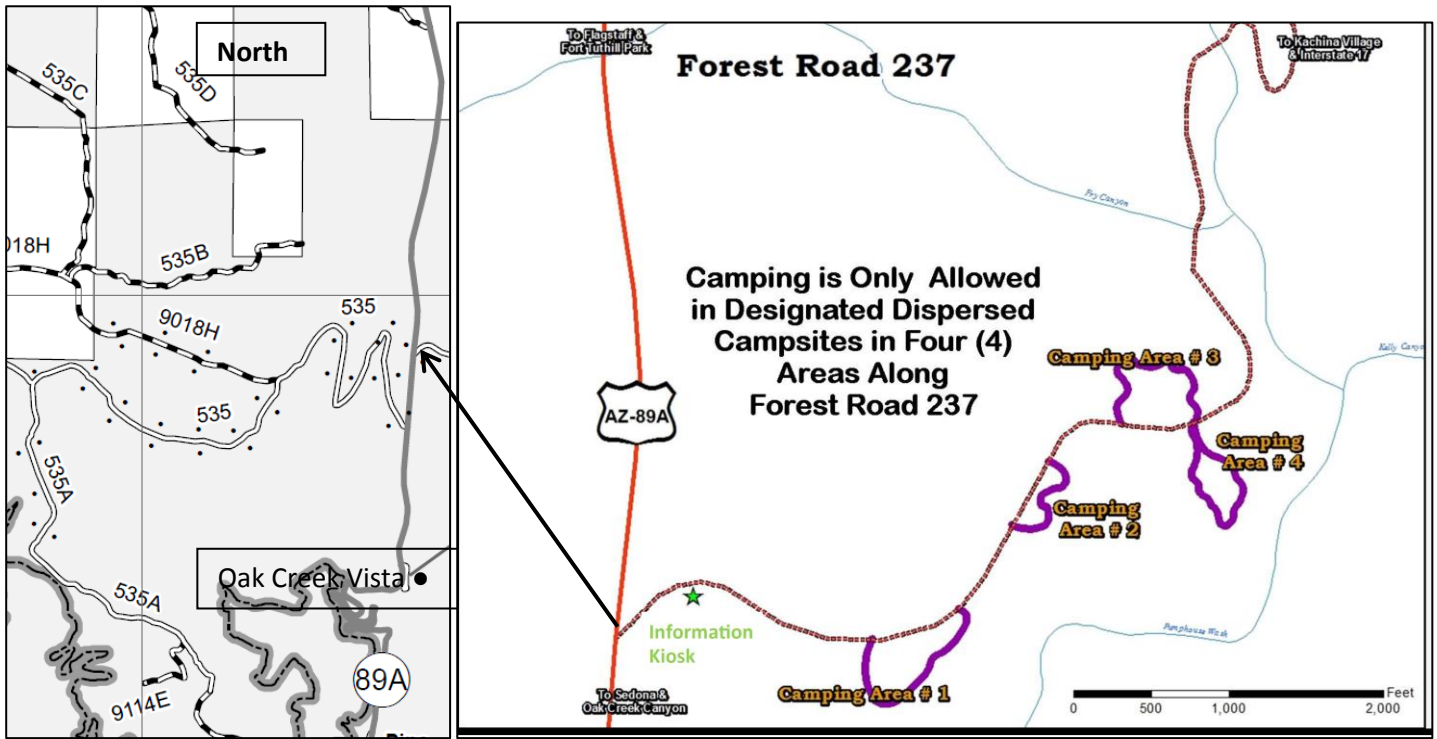 North
535C
535D
018H
535B
9018H
535
535
535A
Oak Creek Vista
535A
89A
9114E
To Flagstaff &
Fort Tuthill Park
Forest Road 237
To Kachina Village
& Interstate 17
Fry Canyon
Camping is Only Allowed
in Designated Dispersed
Campsites in Four (4)
Areas Along
Forest Road 237
AZ-89A
Kelly Canyo
Camping Area # 3
Camping
Area # 4
Camping
Area # 2
Information
Kiosk
Pumphouse Wash
To Sedona &
Oak Creek Canyon
Camping Area # 1
Feet
0 500 1,000 2,000